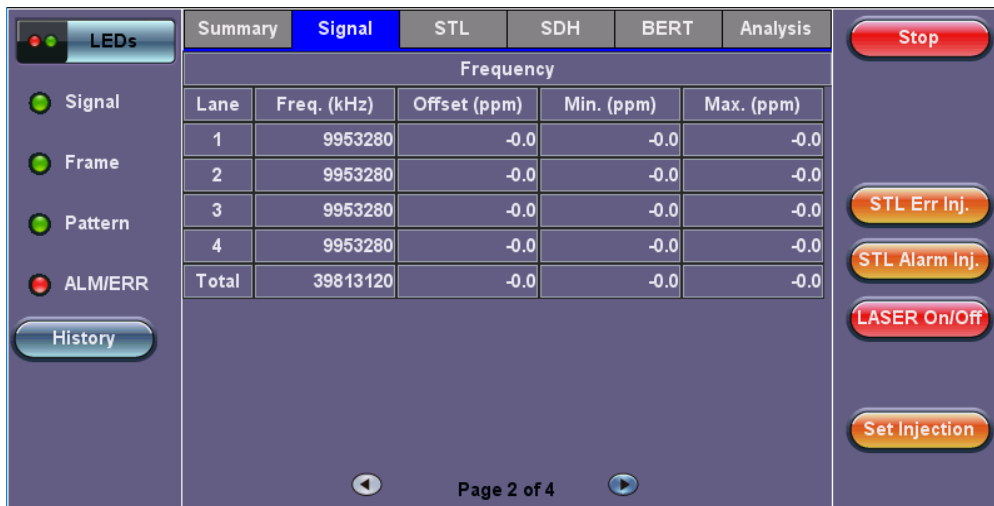 LEDs
Summary Signal STL SDH BERT Analysis
Stop
Frequency
Signal
Lane Freq. (kHz) Offset (ppm) Min. (ppm) Max. (ppm)
1 9953280 -0.0 -0.0 -0.0
Frame
2 9953280 -0.0 -0.0 -0.0
3 9953280 -0.0 -0.0 -0.0
STL Err Inj.
Pattern
4 9953280 -0.0 -0.0 -0.0
STL Alarm Inj.
ALM/ERR
Total 39813120 -0.0 -0.0 -0.0
LASER On/Off
History
Set Injection
Page 2 of 4